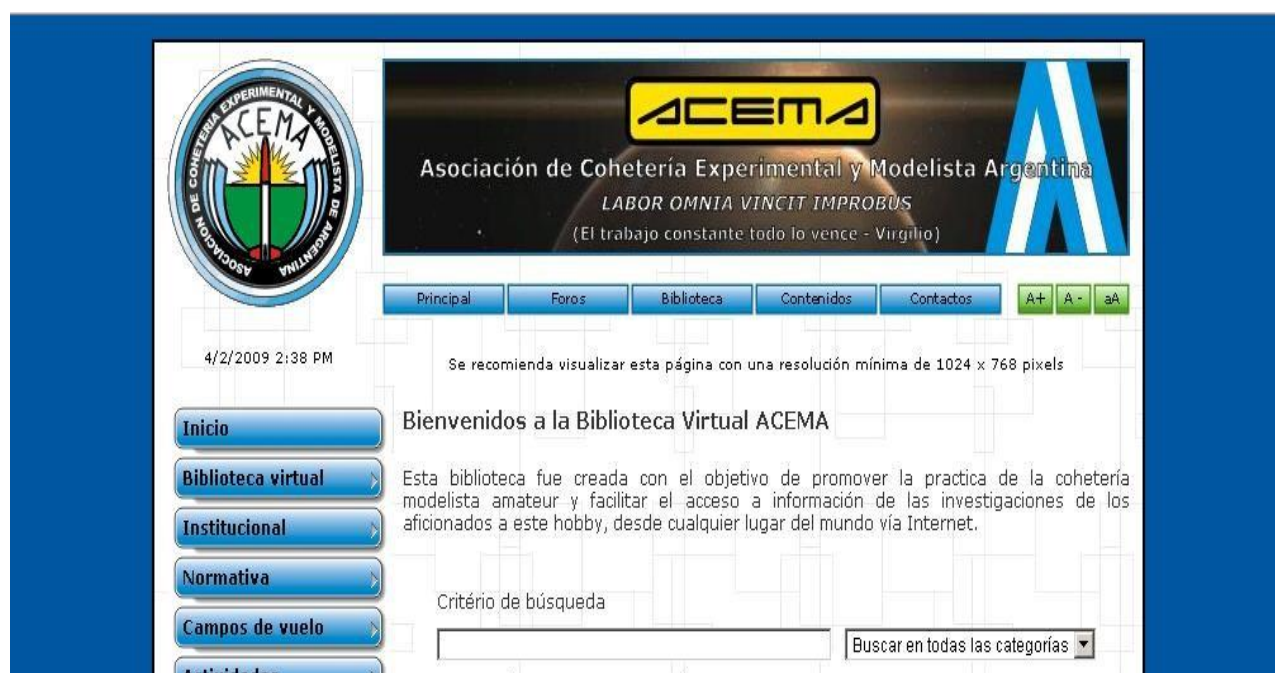 ASOCIACION DE COHETERIA EXPERIMENTAL Y MODELISTA DE ARGENTINA
ACEMA
ACEMA
Asociación de Cohetería Experimental y Modelista Argentina
LABOR OMNIA VINCIT IMPROBUS
(El trabajo constante todo lo vence - Virgilio)
Principal
Foros
Biblioteca
Contenidos
Contactos
A+
A -
aA
4/2/2009 2:38 PM
Se recomienda visualizar esta página con una resolución mínima de 1024 x 768 pixels
Inicio
Biblioteca virtual
Institucional
Normativa
Campos de vuelo
Bienvenidos a la Biblioteca Virtual ACEMA
Esta biblioteca fue creada con el objetivo de promover la practica de la cohetería
modelista amateur y facilitar el acceso a información de las investigaciones de los
aficionados a este hobby, desde cualquier lugar del mundo vía Internet.
Critério de búsqueda
Buscar en todas las categorías